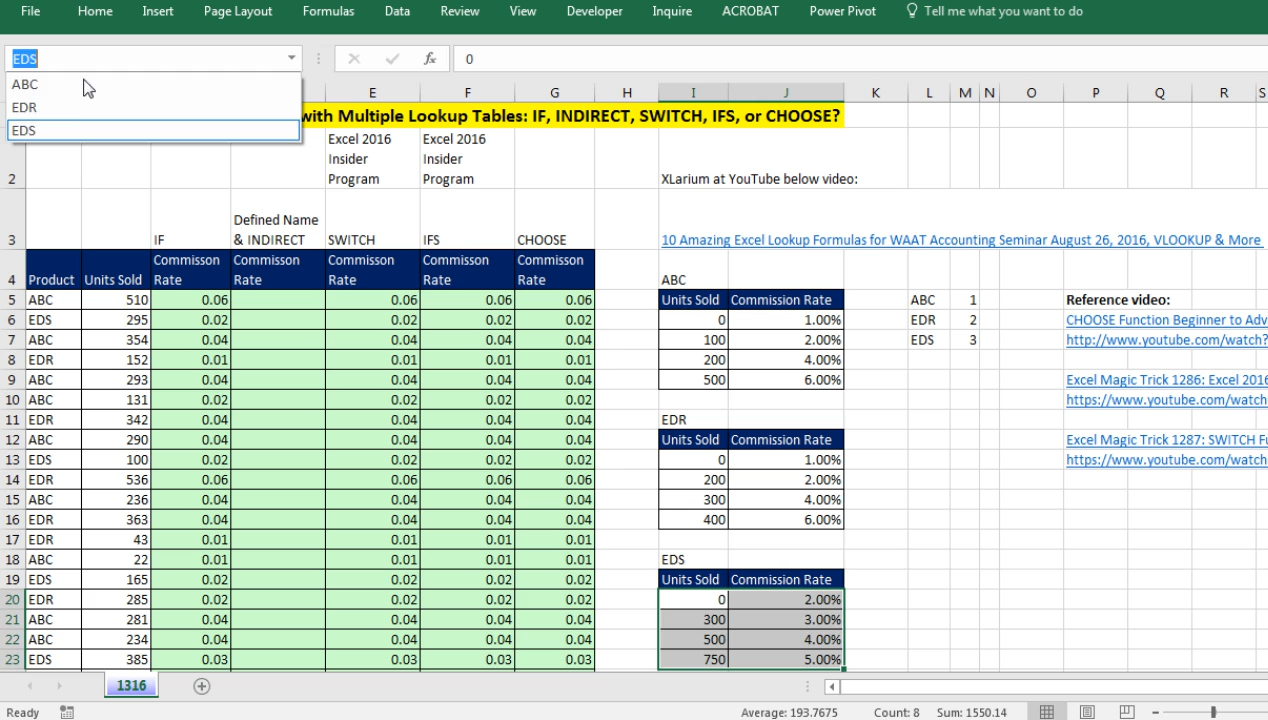 File Home Insert Page Layout Formulas Data Review View Developer Inquire ACROBAT Power Pivot Tell me what you want to do
EDS fx 0
ABC
EDR
EDS
E F G H I J K L M N O P Q R S
with Multiple Lookup Tables: IF, INDIRECT, SWITCH, IFS, or CHOOSE?
2 Excel 2016 Insider Program Excel 2016 Insider Program XLarium at YouTube below video:
3 IF Defined Name & INDIRECT SWITCH IFS CHOOSE 10 Amazing Excel Lookup Formulas for WAAT Accounting Seminar August 26, 2016, VLOOKUP & More
4 Product Units Sold Commisson Rate Commisson Rate Commisson Rate Commisson Rate Commisson Rate ABC
5 ABC 510 0.06 0.06 0.06 0.06 Units Sold Commission Rate ABC 1 Reference video:
6 EDS 295 0.02 0.02 0.02 0.02 0 1.00% EDR 2 CHOOSE Function Beginner to Adv
7 ABC 354 0.04 0.04 0.04 0.04 100 2.00% EDS 3 http://www.youtube.com/watch?
8 EDR 152 0.01 0.01 0.01 0.01 200 4.00%
9 ABC 293 0.04 0.04 0.04 0.04 500 6.00% Excel Magic Trick 1286: Excel 2016
10 ABC 131 0.02 0.02 0.02 0.02 https://www.youtube.com/watch
11 EDR 342 0.04 0.04 0.04 0.04 EDR
12 ABC 290 0.04 0.04 0.04 0.04 Units Sold Commission Rate Excel Magic Trick 1287: SWITCH Fu
13 EDS 100 0.02 0.02 0.02 0.02 0 1.00% https://www.youtube.com/watch
14 EDR 536 0.06 0.06 0.06 0.06 200 2.00%
15 ABC 236 0.04 0.04 0.04 0.04 300 4.00%
16 EDR 363 0.04 0.04 0.04 0.04 400 6.00%
17 EDR 43 0.01 0.01 0.01 0.01
18 ABC 22 0.01 0.01 0.01 0.01 EDS
19 EDS 165 0.02 0.02 0.02 0.02 Units Sold Commission Rate
20 EDR 285 0.02 0.02 0.02 0.02 0 2.00%
21 ABC 281 0.04 0.04 0.04 0.04 300 3.00%
22 ABC 234 0.04 0.04 0.04 0.04 500 4.00%
23 EDS 385 0.03 0.03 0.03 0.03 750 5.00%
1316
Ready Average: 193.7675 Count: 8 Sum: 1550.14